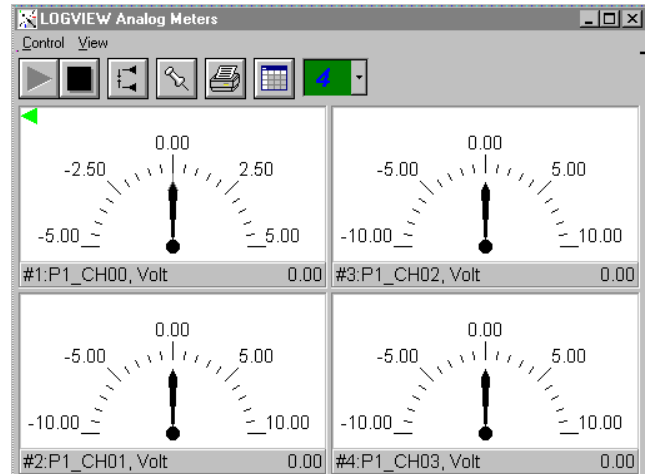 LOGVIEW Analog Meters
Control View
4
0.00
-2.50 2.50
-5.00 5.00
#1:P1_CH00, Volt 0.00
0.00
-5.00 5.00
-10.00 10.00
#3:P1_CH02, Volt 0.00
0.00
-5.00 5.00
-10.00 10.00
#2:P1_CH01, Volt 0.00
0.00
-5.00 5.00
-10.00 10.00
#4:P1_CH03, Volt 0.00